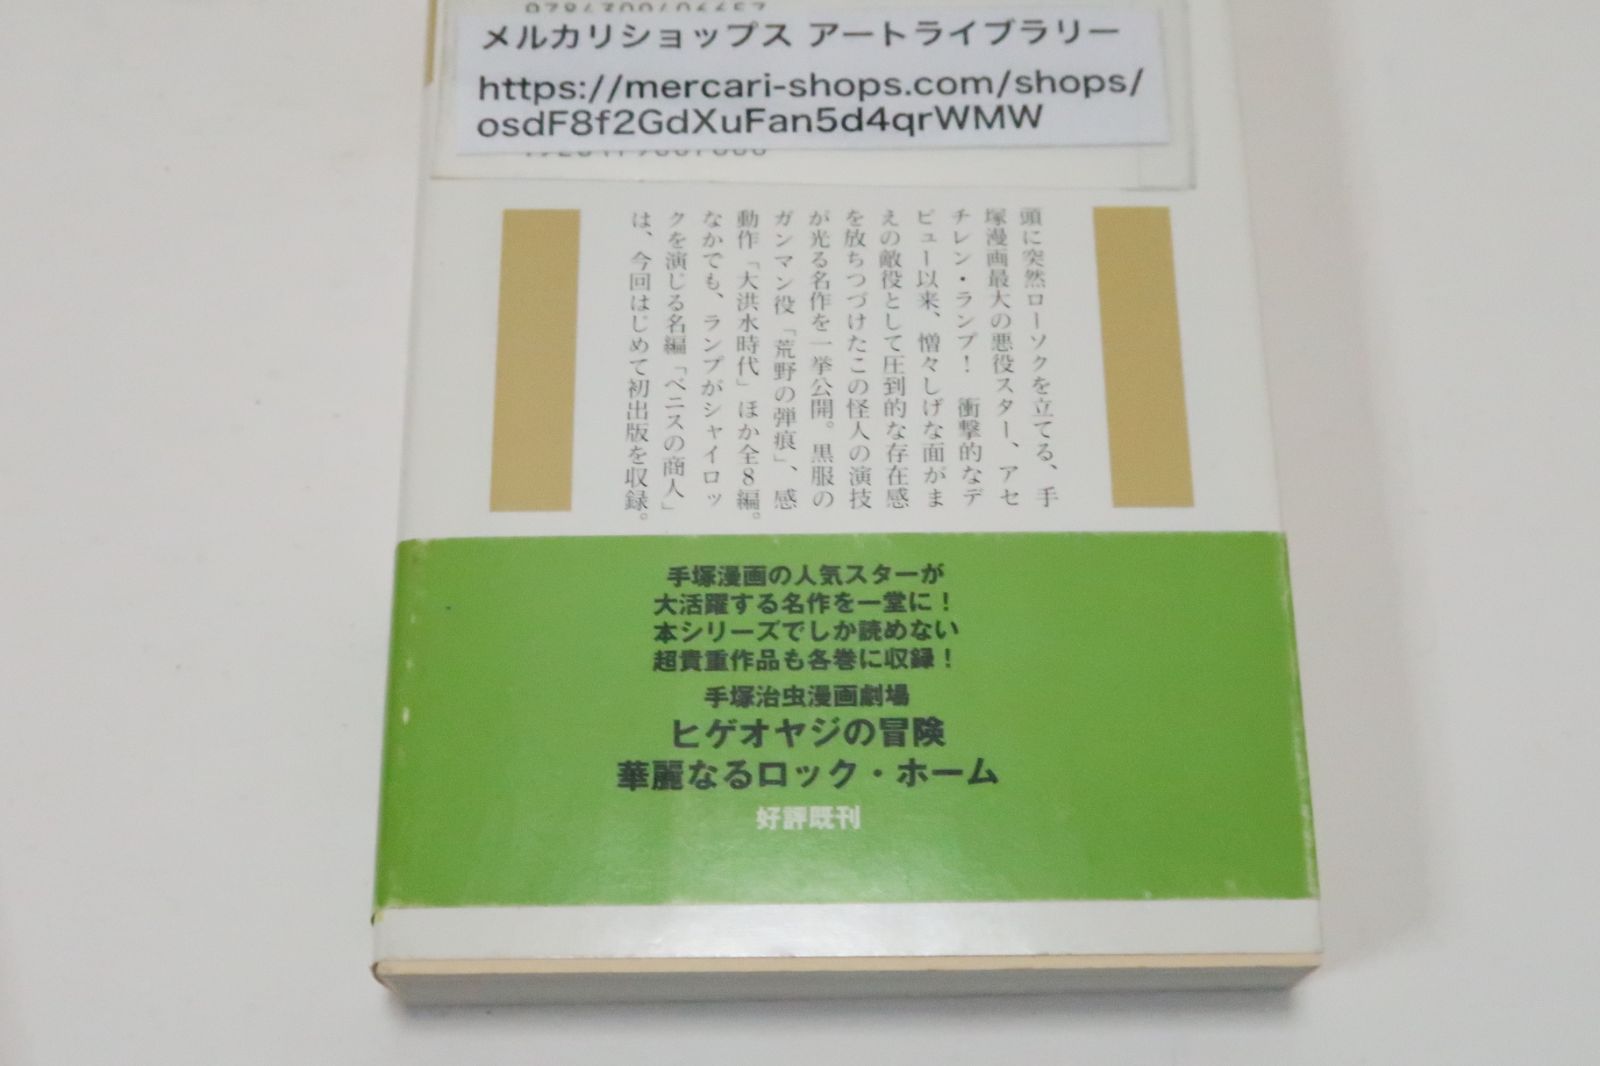 メルカリショップス アートライブラリー
https://mercari-shops.com/shops/
osdF8f2GdXuFan5d4qrWMW
頭に突然ローソクを立てる、手
塚漫画最大の悪役スター、アセ
チレン・ランプ! 衝撃的なデ
ビュー以来、憎々しげな面がま
えの敵役として圧到的な存在感
を放ちつづけたこの怪人の演技
が光る名作を一挙公開。黒服の
ガンマン役「荒野の弾痕」、感
動作「大洪水時代」ほか全8編。
なかでも、ランプがシャイロッ
クを演じる名編「ベニスの商人」
は、今回はじめて初出版を収録。
手塚漫画の人気スターが
大活躍する名作を一堂に!
本シリーズでしか読めない
超貴重作品も各巻に収録!
手塚治虫漫画劇場
ヒゲオヤジの冒険
華麗なるロック・ホーム
好評既刊